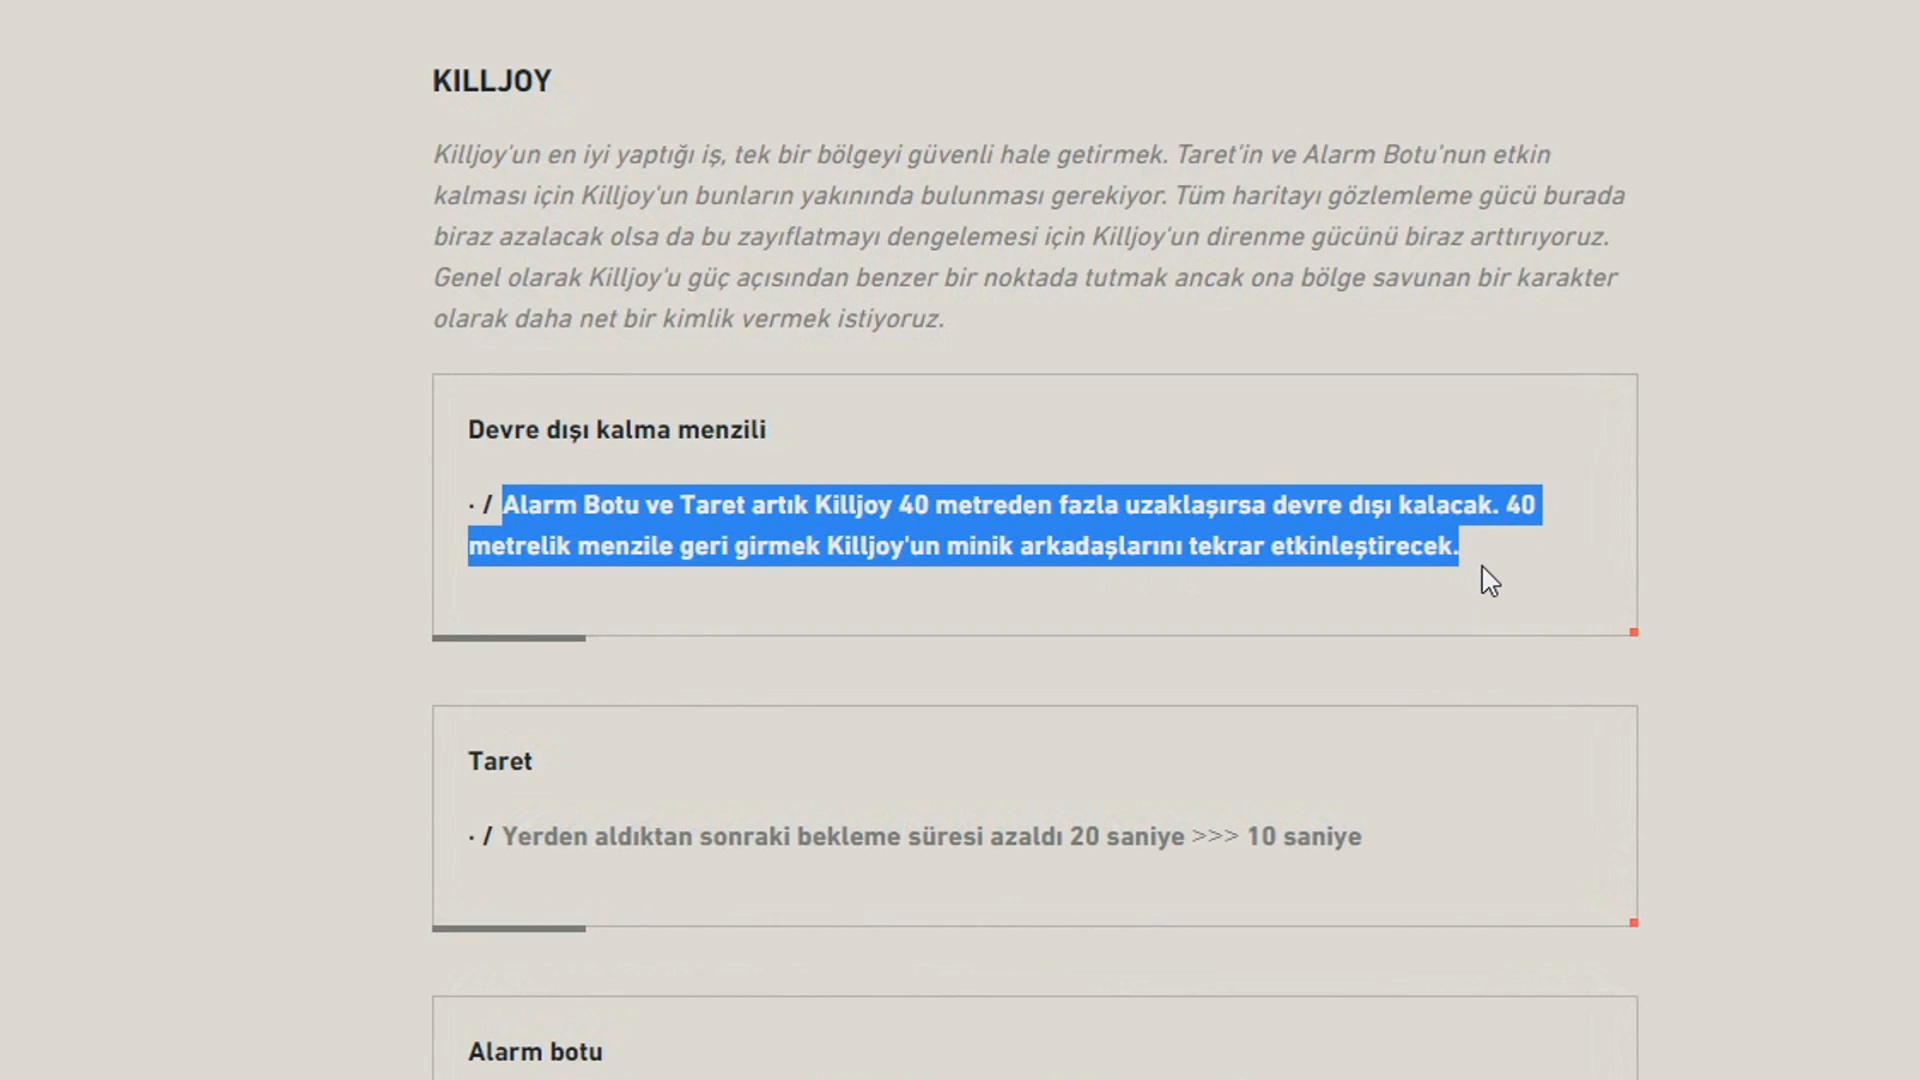 KILLJOY
Killjoy'un en iyi yaptığı iş, tek bir bölgeyi güvenli hale getirmek. Taret'in ve Alarm Botu'nun etkin
kalması için Killjoy'un bunların yakınında bulunması gerekiyor. Tüm haritayı gözlemleme gücü burada
biraz azalacak olsa da bu zayıflatmayı dengelemesi için Killjoy'un direnme gücünü biraz arttırıyoruz.
Genel olarak Killjoy'u güç açısından benzer bir noktada tutmak ancak ona bölge savunan bir karakter
olarak daha net bir kimlik vermek istiyoruz.
Devre dışı kalma menzili
· / Alarm Botu ve Taret artık Killjoy 40 metreden fazla uzaklaşırsa devre dışı kalacak. 40
metrelik menzile geri girmek Killjoy'un minik arkadaşlarını tekrar etkinleştirecek.
Taret
· / Yerden aldıktan sonraki bekleme süresi azaldı 20 saniye >>> 10 saniye
Alarm botu